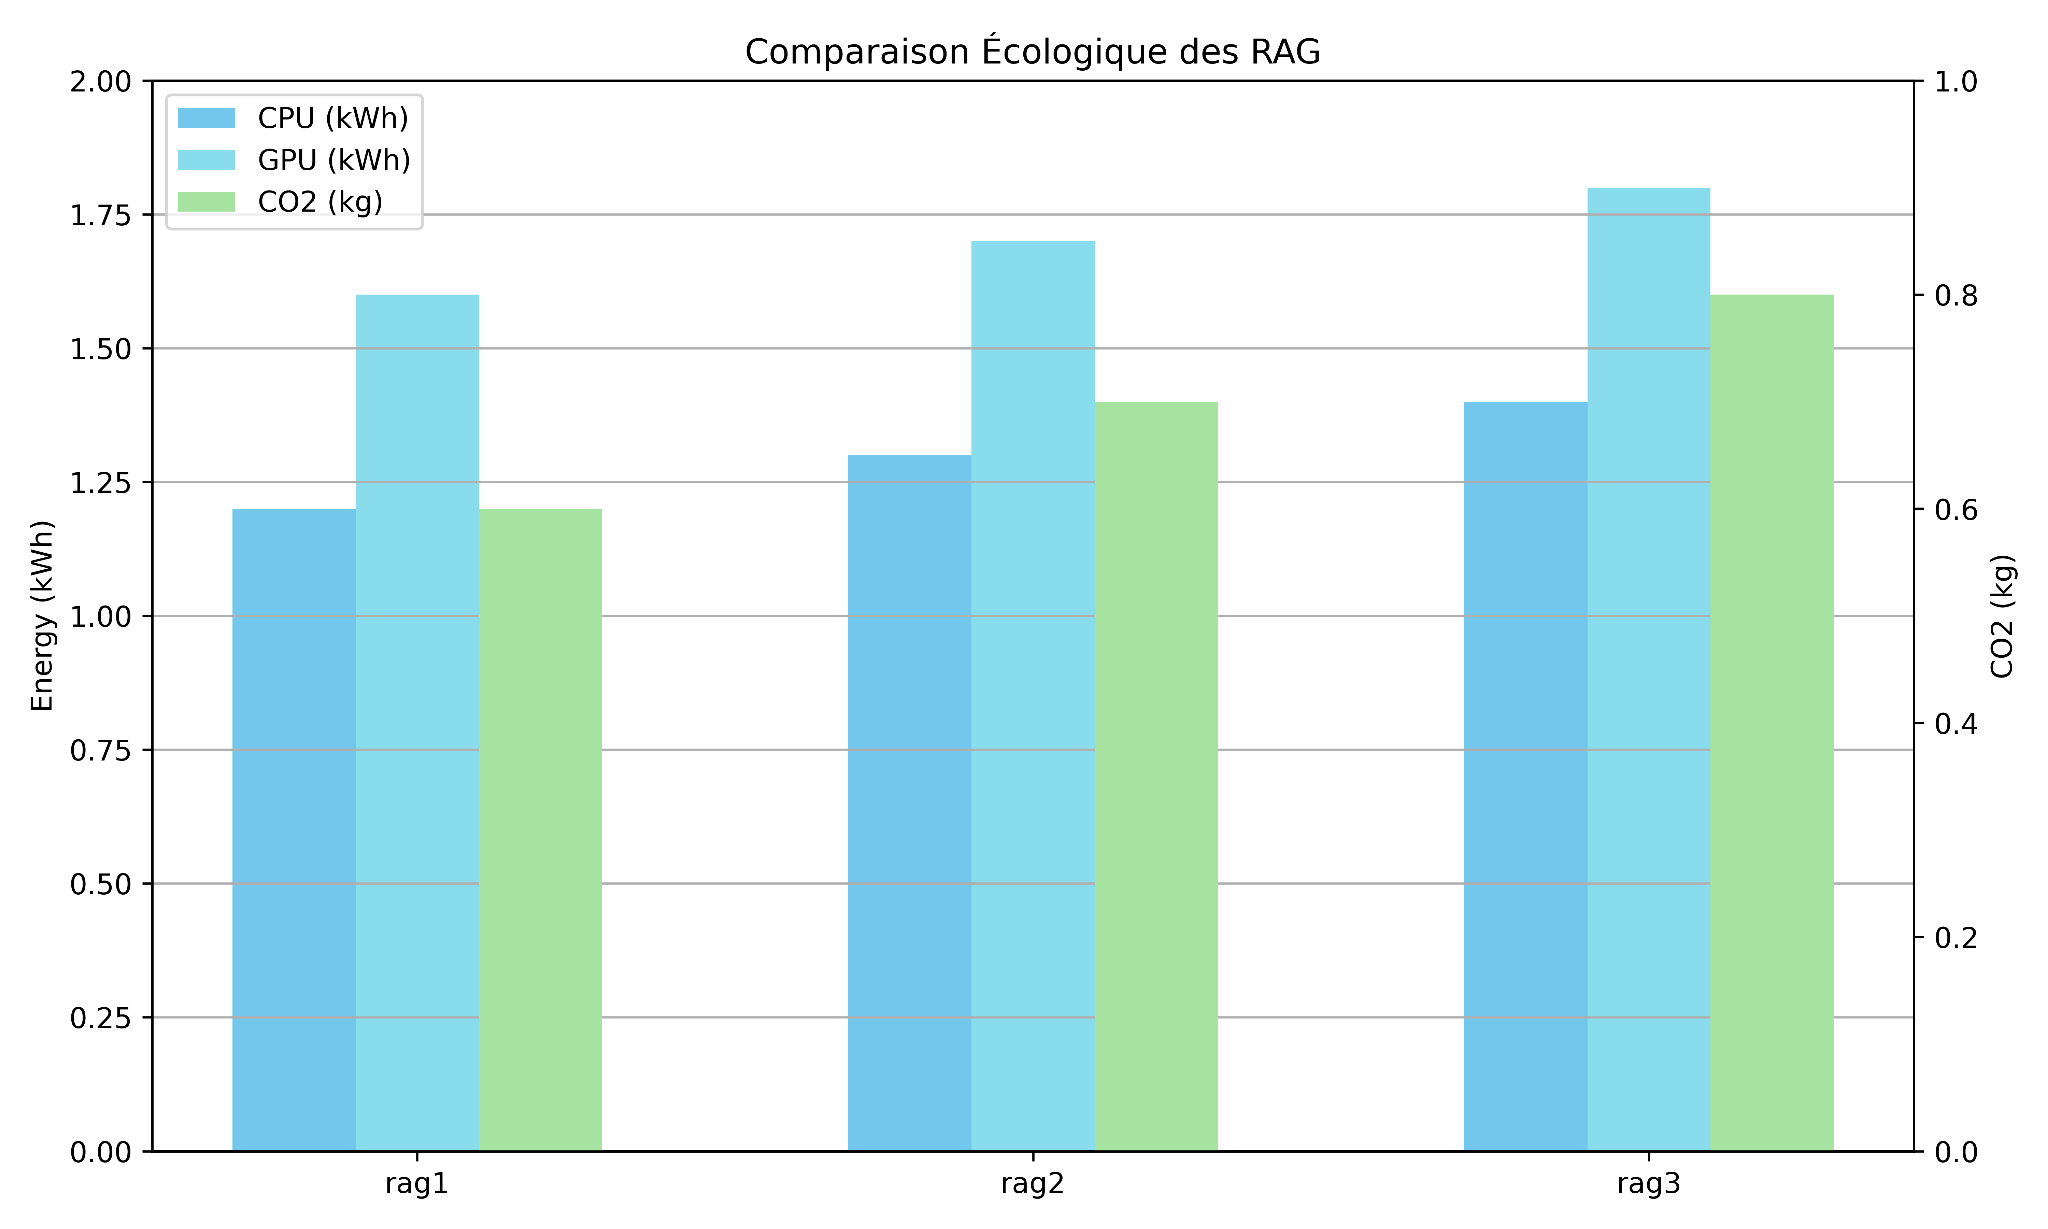 Comparaison Écologique des RAG
CPU (kWh)
GPU (kWh)
CO2 (kg)
2.00
1.75
1.50
1.25
1.00
0.75
0.50
0.25
0.00
Energy (kWh)
1.0
0.8
0.6
0.4
0.2
0.0
CO2 (kg)
rag1
rag2
rag3